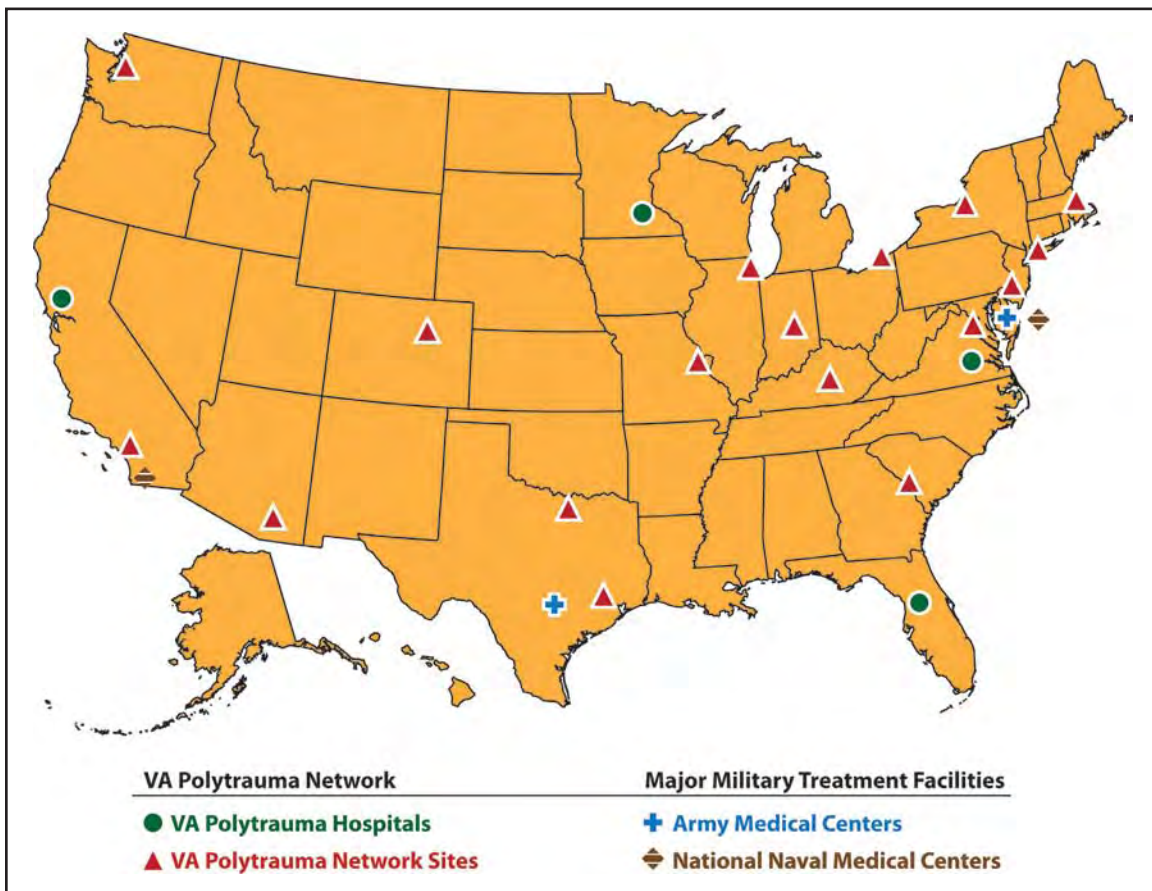 VA Polytrauma Network
Major Military Treatment Facilities
VA Polytrauma Hospitals
Army Medical Centers
VA Polytrauma Network Sites
National Naval Medical Centers